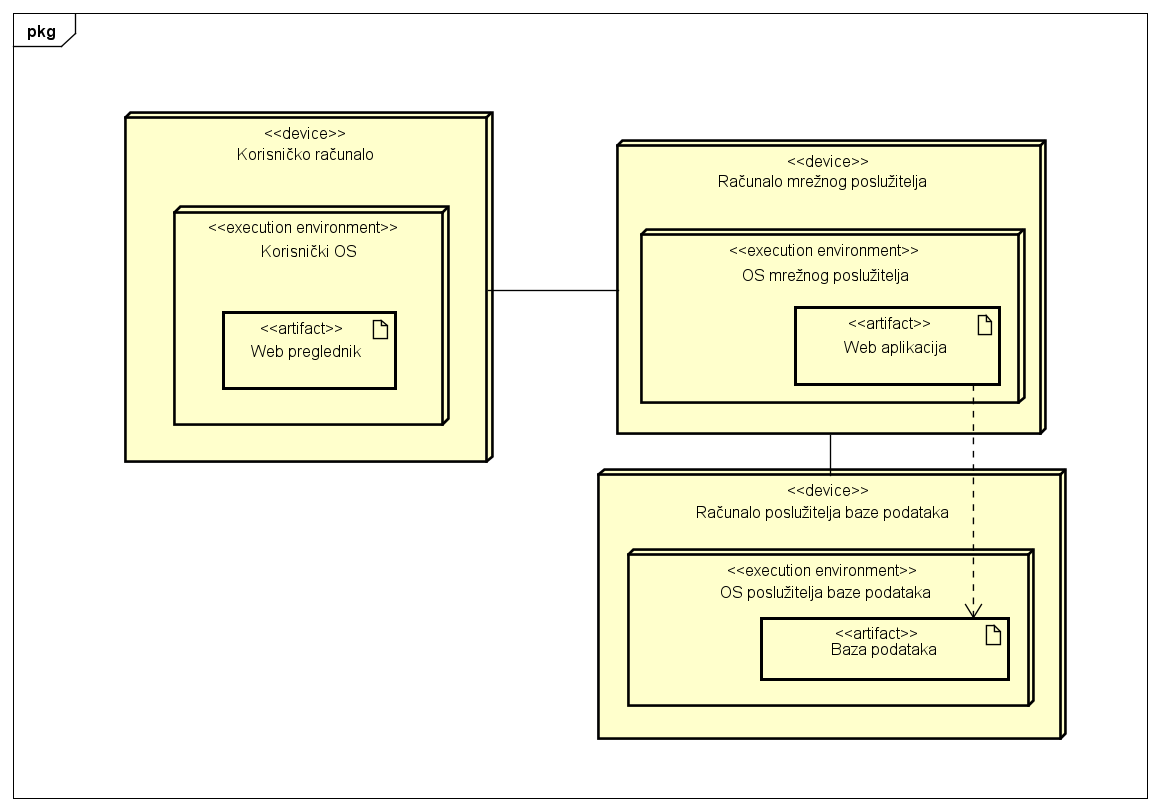 pkg
<<device>>
Korisničko računalo
<<execution environment>>
Korisnički OS
<<artifact>>
Web preglednik
<<device>>
Računalo mrežnog poslužitelja
<<execution environment>>
OS mrežnog poslužitelja
<<artifact>>
Web aplikacija
<<device>>
Računalo poslužitelja baze podataka
<<execution environment>>
OS poslužitelja baze podataka
<<artifact>>
Baza podataka